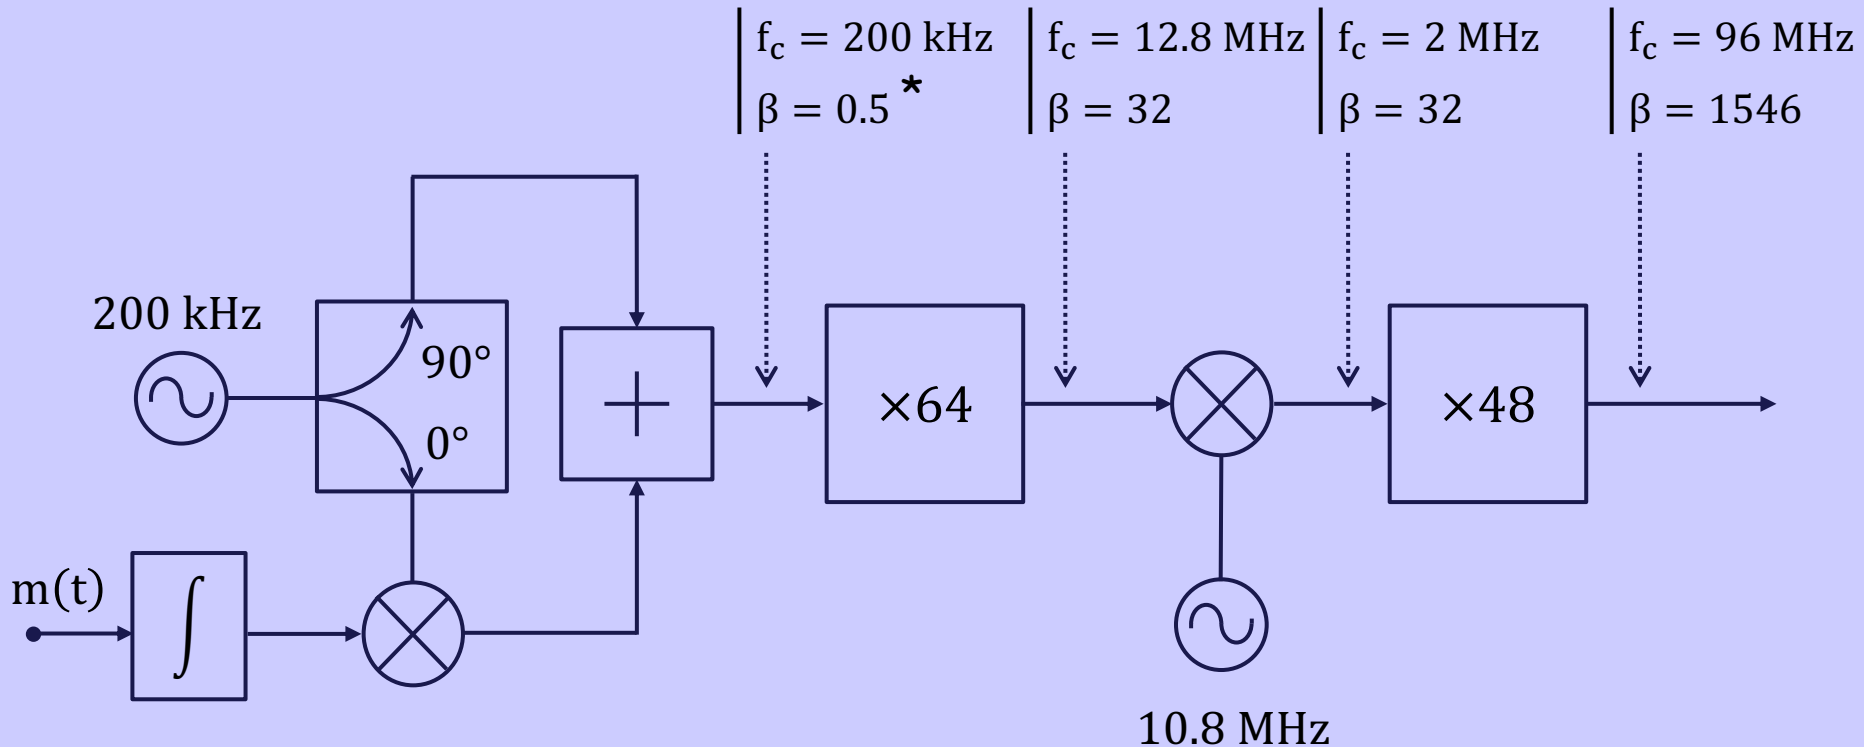 f_c = 200 kHz
β = 0.5 *
f_c = 12.8 MHz
β = 32
f_c = 2 MHz
β = 32
f_c = 96 MHz
β = 1546
200 kHz
90°
0°
+
×64
×48
m(t)
∫
10.8 MHz